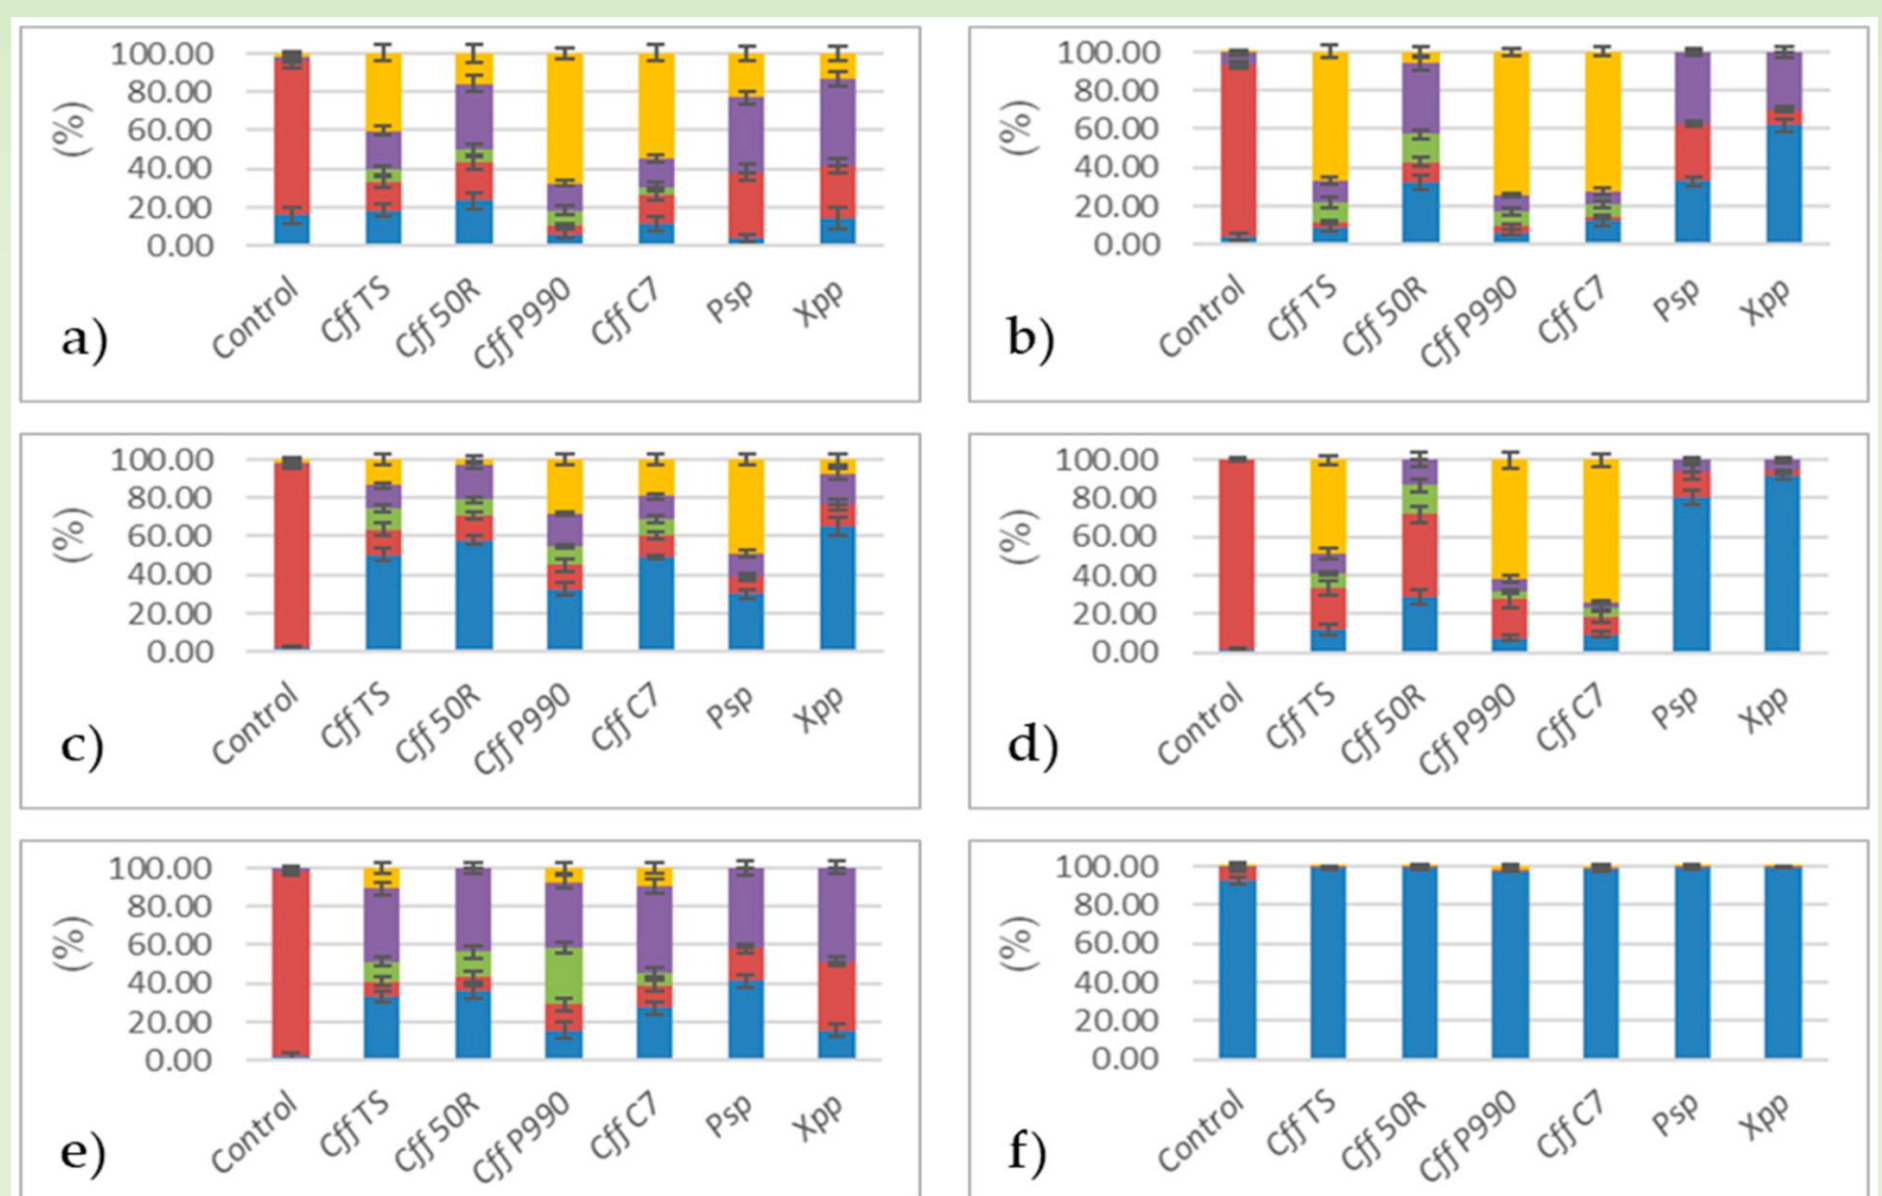 100.00
80.00
60.00
40.00
20.00
0.00
(%)
Control
Cff TS
Cff 50R
Cff P990
Cff C7
Psp
Xpp
a)
100.00
80.00
60.00
40.00
20.00
0.00
(%)
Control
Cff TS
Cff 50R
Cff P990
Cff C7
Psp
Xpp
b)
100.00
80.00
60.00
40.00
20.00
0.00
(%)
Control
Cff TS
Cff 50R
Cff P990
Cff C7
Psp
Xpp
c)
100.00
80.00
60.00
40.00
20.00
0.00
(%)
Control
Cff TS
Cff 50R
Cff P990
Cff C7
Psp
Xpp
d)
100.00
80.00
60.00
40.00
20.00
0.00
(%)
Control
Cff TS
Cff 50R
Cff P990
Cff C7
Psp
Xpp
e)
100.00
80.00
60.00
40.00
20.00
0.00
(%)
Control
Cff TS
Cff 50R
Cff P990
Cff C7
Psp
Xpp
f)